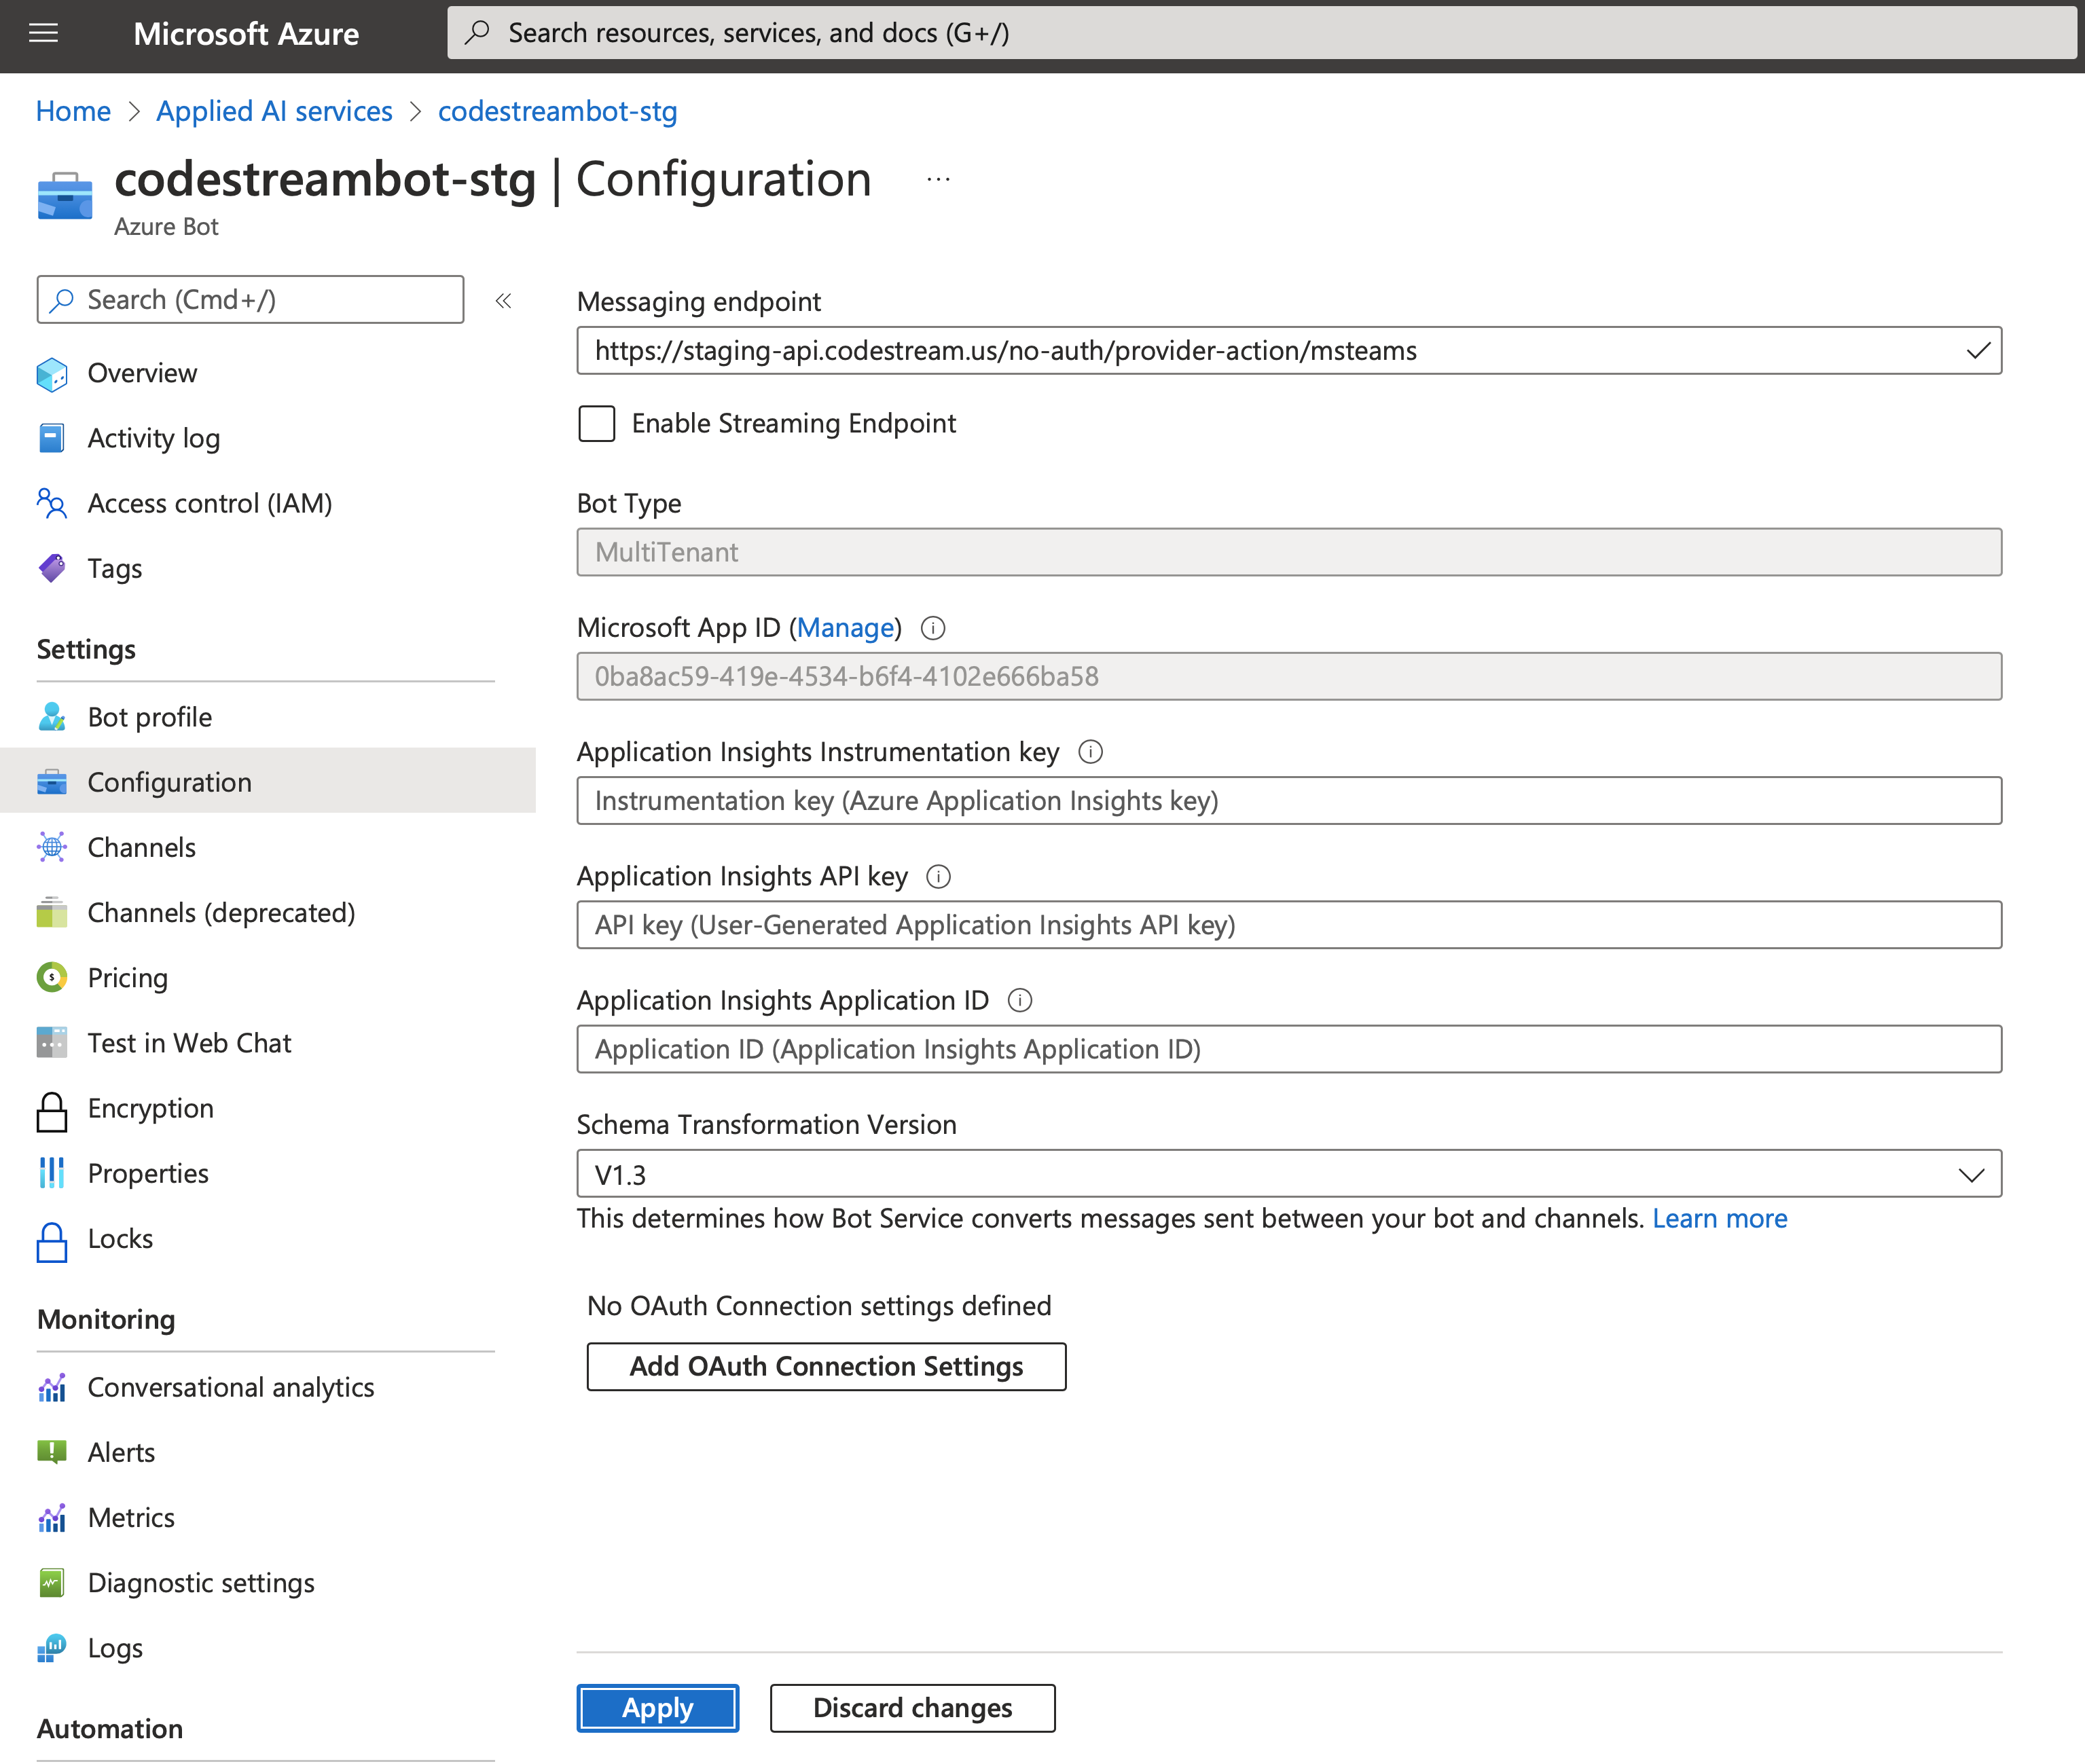 Microsoft Azure
Search resources, services, and docs (G+/)
Home > Applied AI services > codestreambot-stg
codestreambot-stg | Configuration ...
Azure Bot
Search (Cmd+/)
«
Overview
Activity log
Access control (IAM)
Tags
Settings
Bot profile
Configuration
Channels
Channels (deprecated)
Pricing
Test in Web Chat
Encryption
Properties
Locks
Monitoring
Conversational analytics
Alerts
Metrics
Diagnostic settings
Logs
Automation
Messaging endpoint
https://staging-api.codestream.us/no-auth/provider-action/msteams
Enable Streaming Endpoint
Bot Type
MultiTenant
Microsoft App ID (Manage)
0ba8ac59-419e-4534-b6f4-4102e666ba58
Application Insights Instrumentation key
Instrumentation key (Azure Application Insights key)
Application Insights API key
API key (User-Generated Application Insights API key)
Application Insights Application ID
Application ID (Application Insights Application ID)
Schema Transformation Version
V1.3
This determines how Bot Service converts messages sent between your bot and channels. Learn more
No OAuth Connection settings defined
Add OAuth Connection Settings
Apply
Discard changes